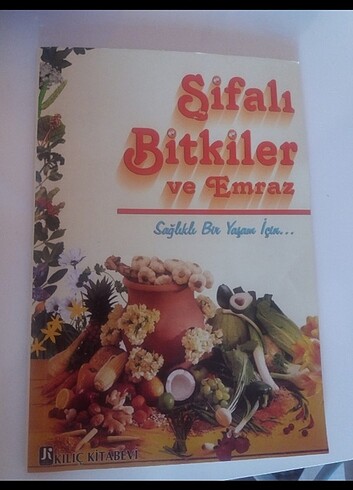 Şifalı
Bitkiler
ve Emraz
Sağlıklı Bir Yaşam İçin...
KILIÇ KİTABEVİ